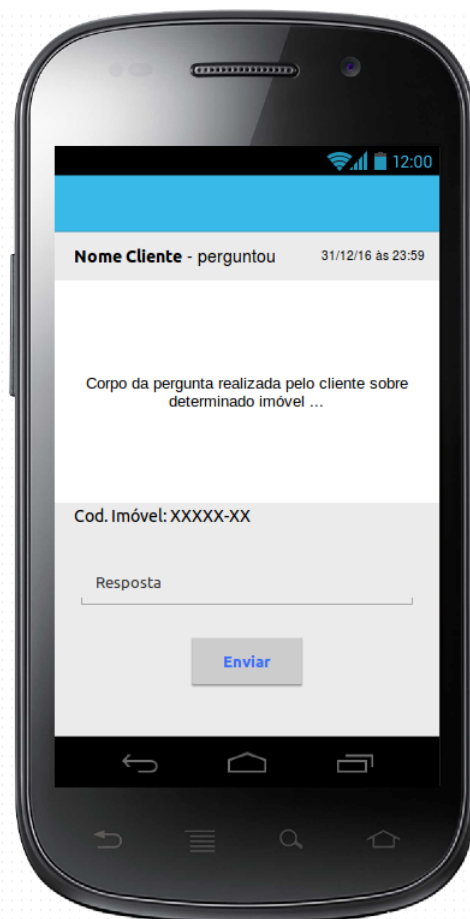 12:00
Nome Cliente - perguntou 31/12/16 às 23:59
Corpo da pergunta realizada pelo cliente sobre
determinado imóvel ...
Cod. Imóvel: XXXXX-XX
Resposta
Enviar